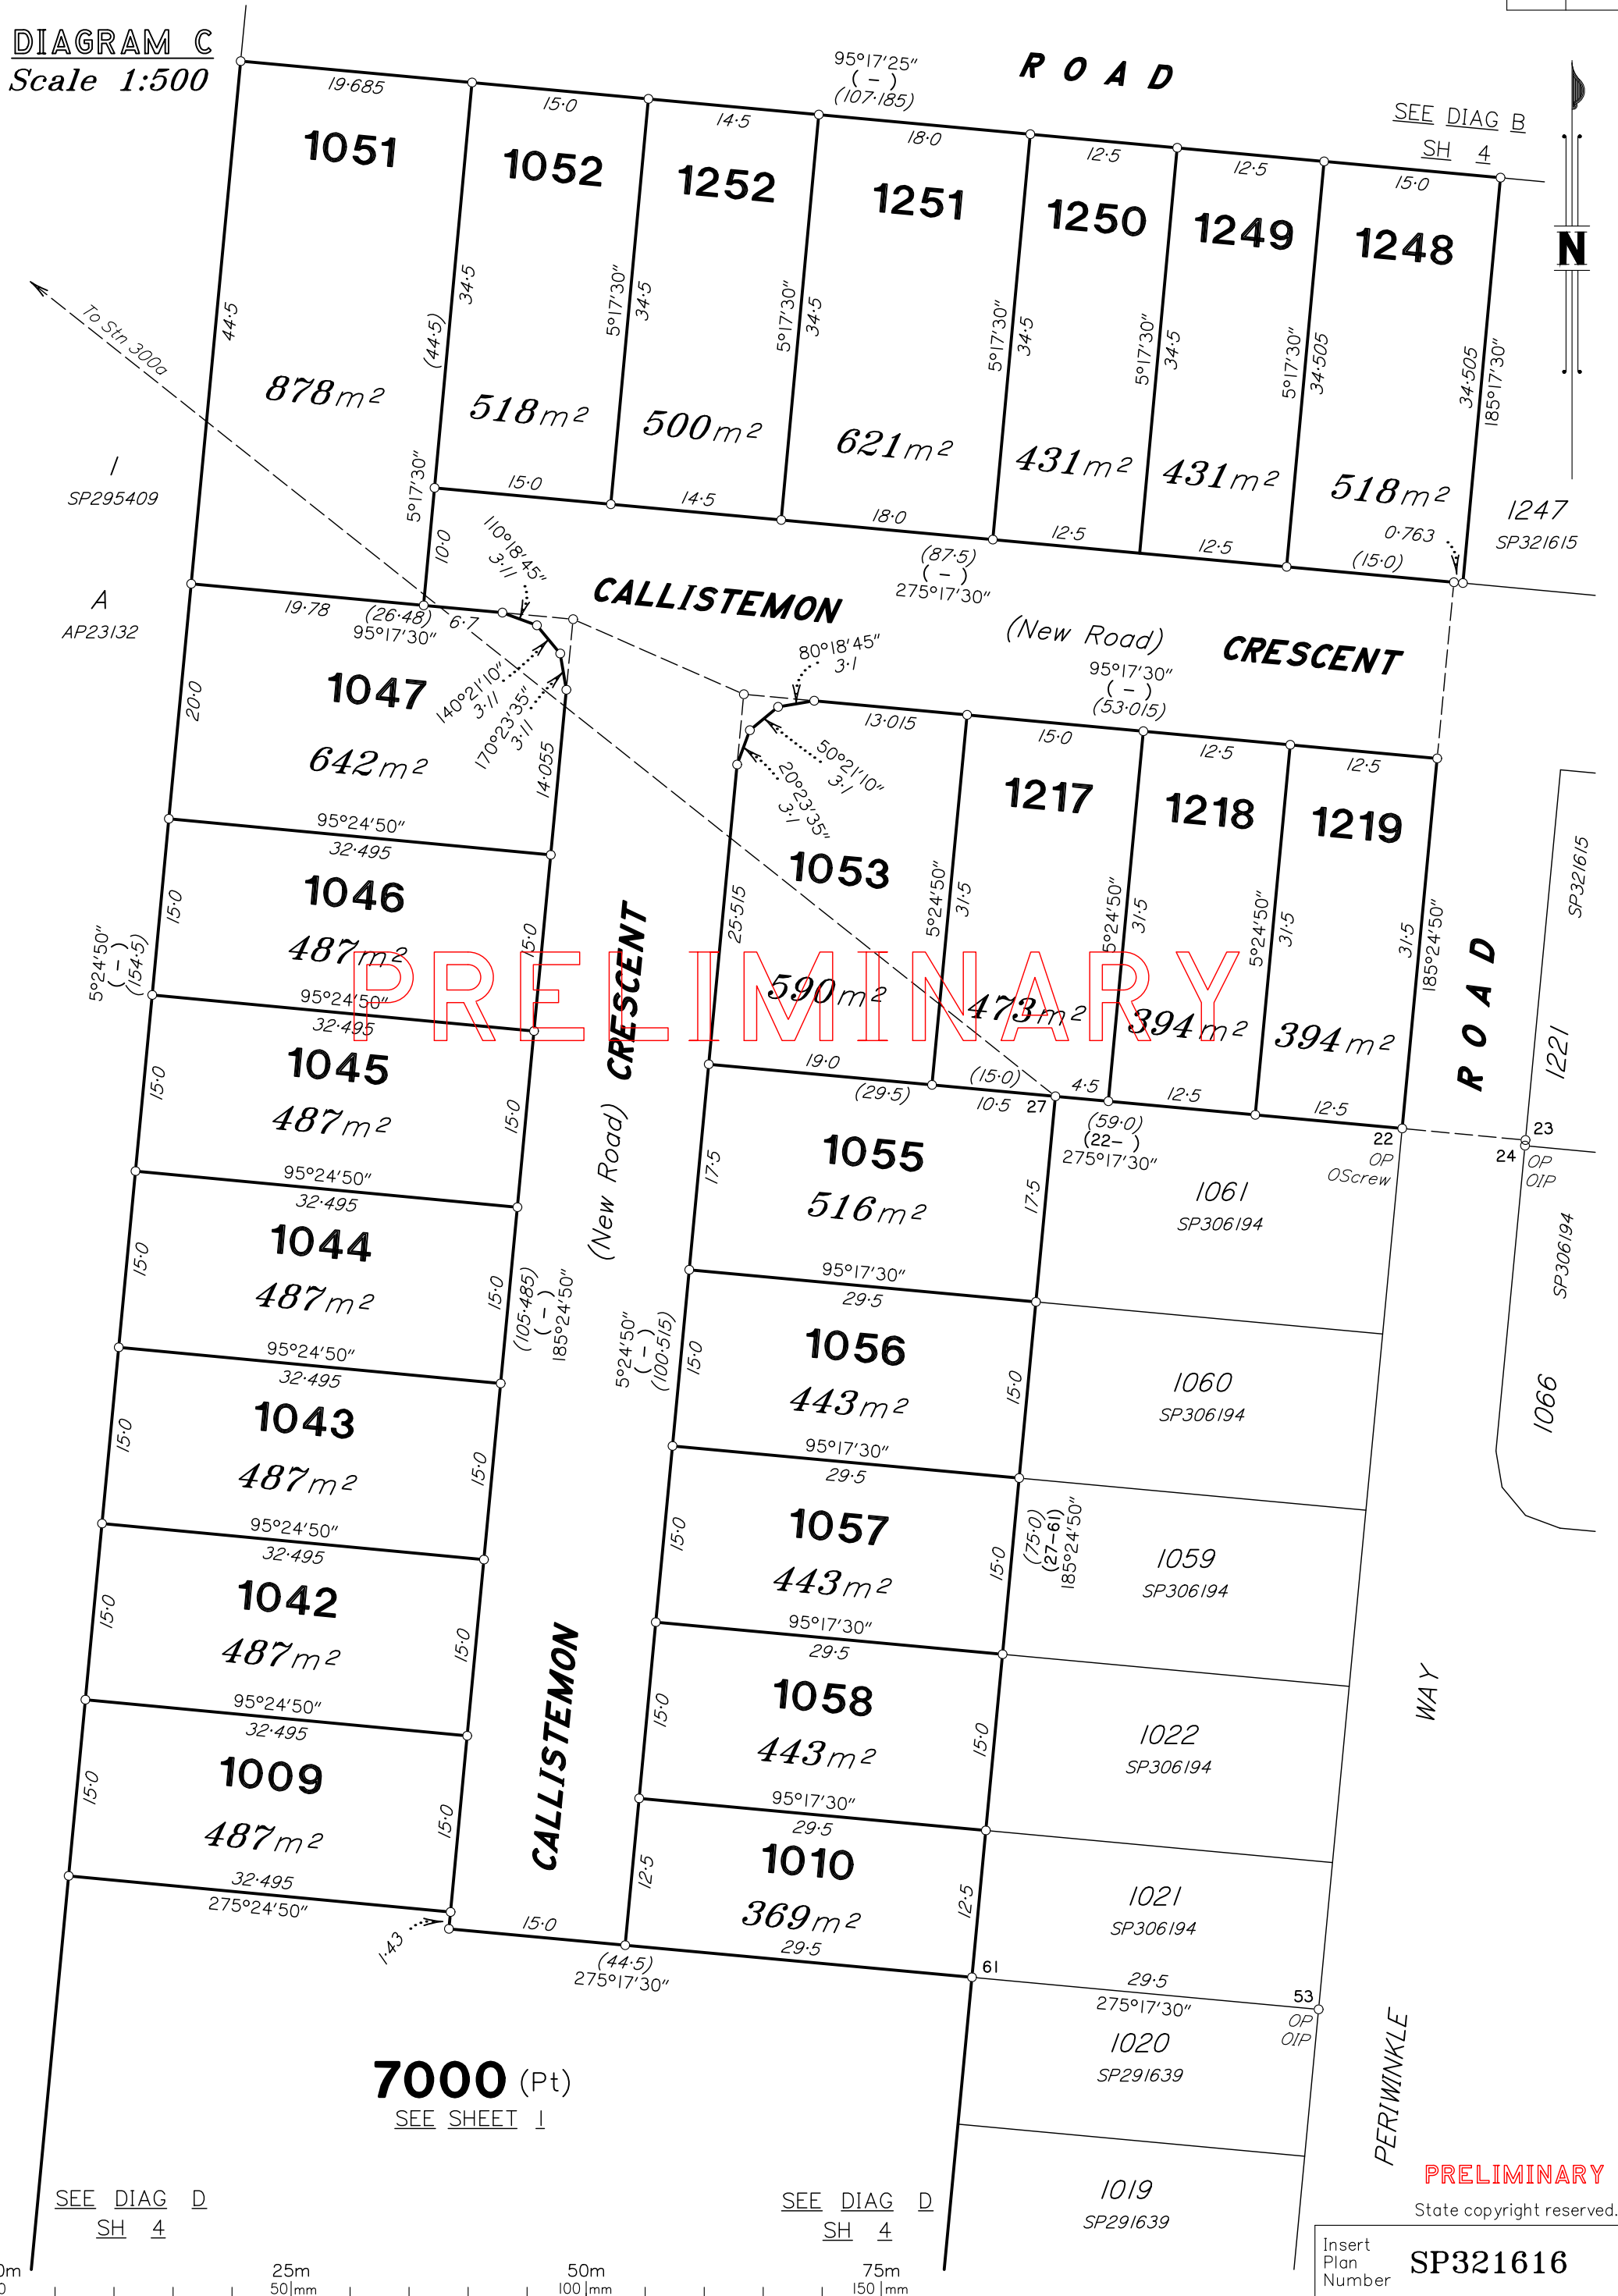 DIAGRAM C
Scale 1:500
95°17'25"
( - )
(107·185)
ROAD
SEE DIAG B
SH 4
N
19·685
15·0
14·5
18·0
12·5
12·5
15·0
1051
1052
1252
1251
1250
1249
1248
44·5
(44·5)
34·5
5°17'30"
34·5
5°17'30"
34·5
5°17'30"
34·5
5°17'30"
34·5
5°17'30"
34·505
34·505
185°17'30"
To Stn 300a
878m²
518m²
500m²
621m²
431m²
431m²
518m²
1
SP295409
5°17'30"
10·0
15·0
14·5
18·0
12·5
12·5
(15·0)
0·763
1247
SP321615
(87·5)
( - )
275°17'30"
110°18'45"
3·11
A
AP23132
19·78
(26·48)
6·7
95°17'30"
CALLISTEMON
(New Road)
CRESCENT
80°18'45"
3·1
95°17'30"
( - )
(53·015)
1047
642m²
20·0
140°21'10"
3·11
170°23'35"
3·11
14·055
13·015
15·0
12·5
12·5
50°21'10"
3·1
20°23'35"
3·1
1217
1218
1219
1053
95°24'50"
32·495
1046
487m²
15·0
15·0
5°24'50"
( - )
(154·5)
25·515
5°24'50"
31·5
5°24'50"
31·5
5°24'50"
31·5
31·5
185°24'50"
SP321615
1221
ROAD
PRELIMINARY
590m²
473m²
394m²
394m²
95°24'50"
32·495
1045
487m²
15·0
15·0
CRESCENT
(New Road)
19·0
(29·5)
(15·0)
10·5
27
4·5
12·5
12·5
(59·0)
(22- )
275°17'30"
22
OP
OScrew
23
24
OP
OIP
1055
516m²
17·5
17·5
1061
SP306194
SP306194
95°24'50"
32·495
1044
487m²
15·0
15·0
(105·485)
( - )
185°24'50"
5°24'50"
( - )
(100·515)
95°17'30"
29·5
1056
443m²
15·0
15·0
1060
SP306194
1066
95°24'50"
32·495
1043
487m²
15·0
15·0
95°17'30"
29·5
1057
443m²
15·0
15·0
(75·0)
(27-61)
185°24'50"
1059
SP306194
95°24'50"
32·495
1042
487m²
15·0
15·0
95°17'30"
29·5
1058
443m²
15·0
15·0
1022
SP306194
WAY
95°24'50"
32·495
1009
487m²
15·0
15·0
CALLISTEMON
95°17'30"
29·5
1010
369m²
12·5
12·5
1021
SP306194
32·495
275°24'50"
1·43
15·0
(44·5)
275°17'30"
29·5
61
29·5
275°17'30"
53
OP
OIP
1020
SP291639
PERIWINKLE
7000 (Pt)
SEE SHEET 1
SEE DIAG D
SH 4
SEE DIAG D
SH 4
1019
SP291639
PRELIMINARY
State copyright reserved.
Insert
Plan
Number
SP321616
0m
25m
50m
75m
0
50mm
100mm
150mm